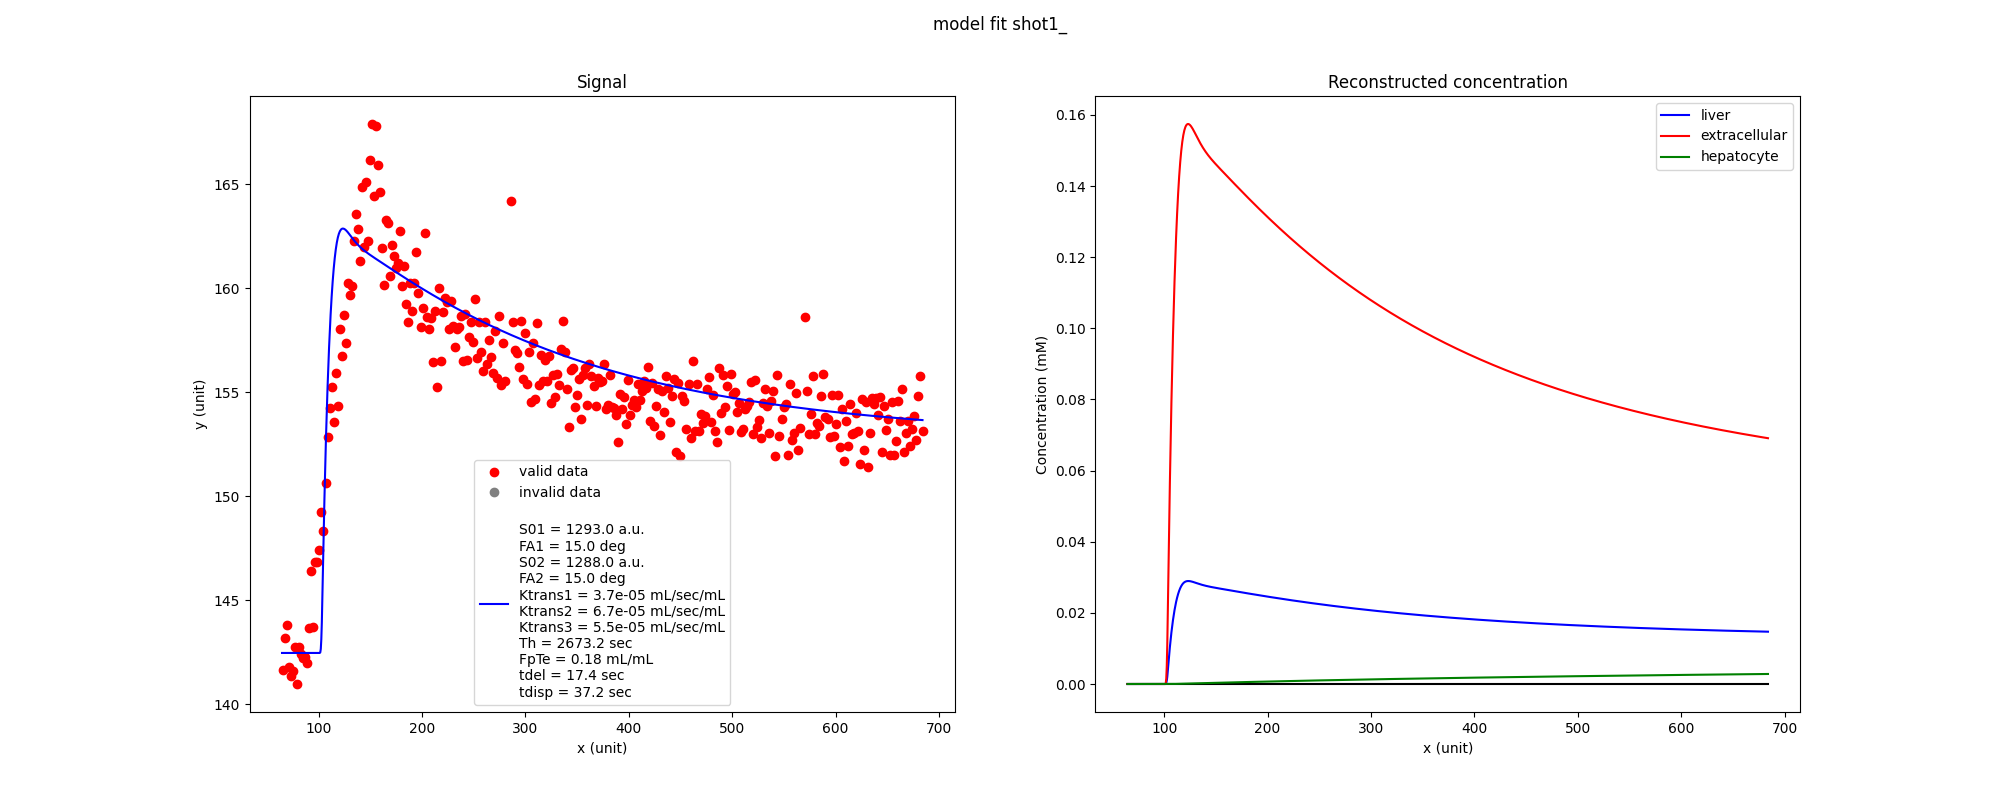 model fit shot1_
Signal
y (unit)
165
160
155
150
145
140
100
200
300
400
500
600
700
x (unit)
valid data
invalid data
S01 = 1293.0 a.u.
FA1 = 15.0 deg
S02 = 1288.0 a.u.
FA2 = 15.0 deg
Ktrans1 = 3.7e-05 mL/sec/mL
Ktrans2 = 6.7e-05 mL/sec/mL
Ktrans3 = 5.5e-05 mL/sec/mL
Th = 2673.2 sec
FpTe = 0.18 mL/mL
tdel = 17.4 sec
tdisp = 37.2 sec
Reconstructed concentration
Concentration (mM)
0.16
0.14
0.12
0.10
0.08
0.06
0.04
0.02
0.00
100
200
300
400
500
600
700
x (unit)
liver
extracellular
hepatocyte